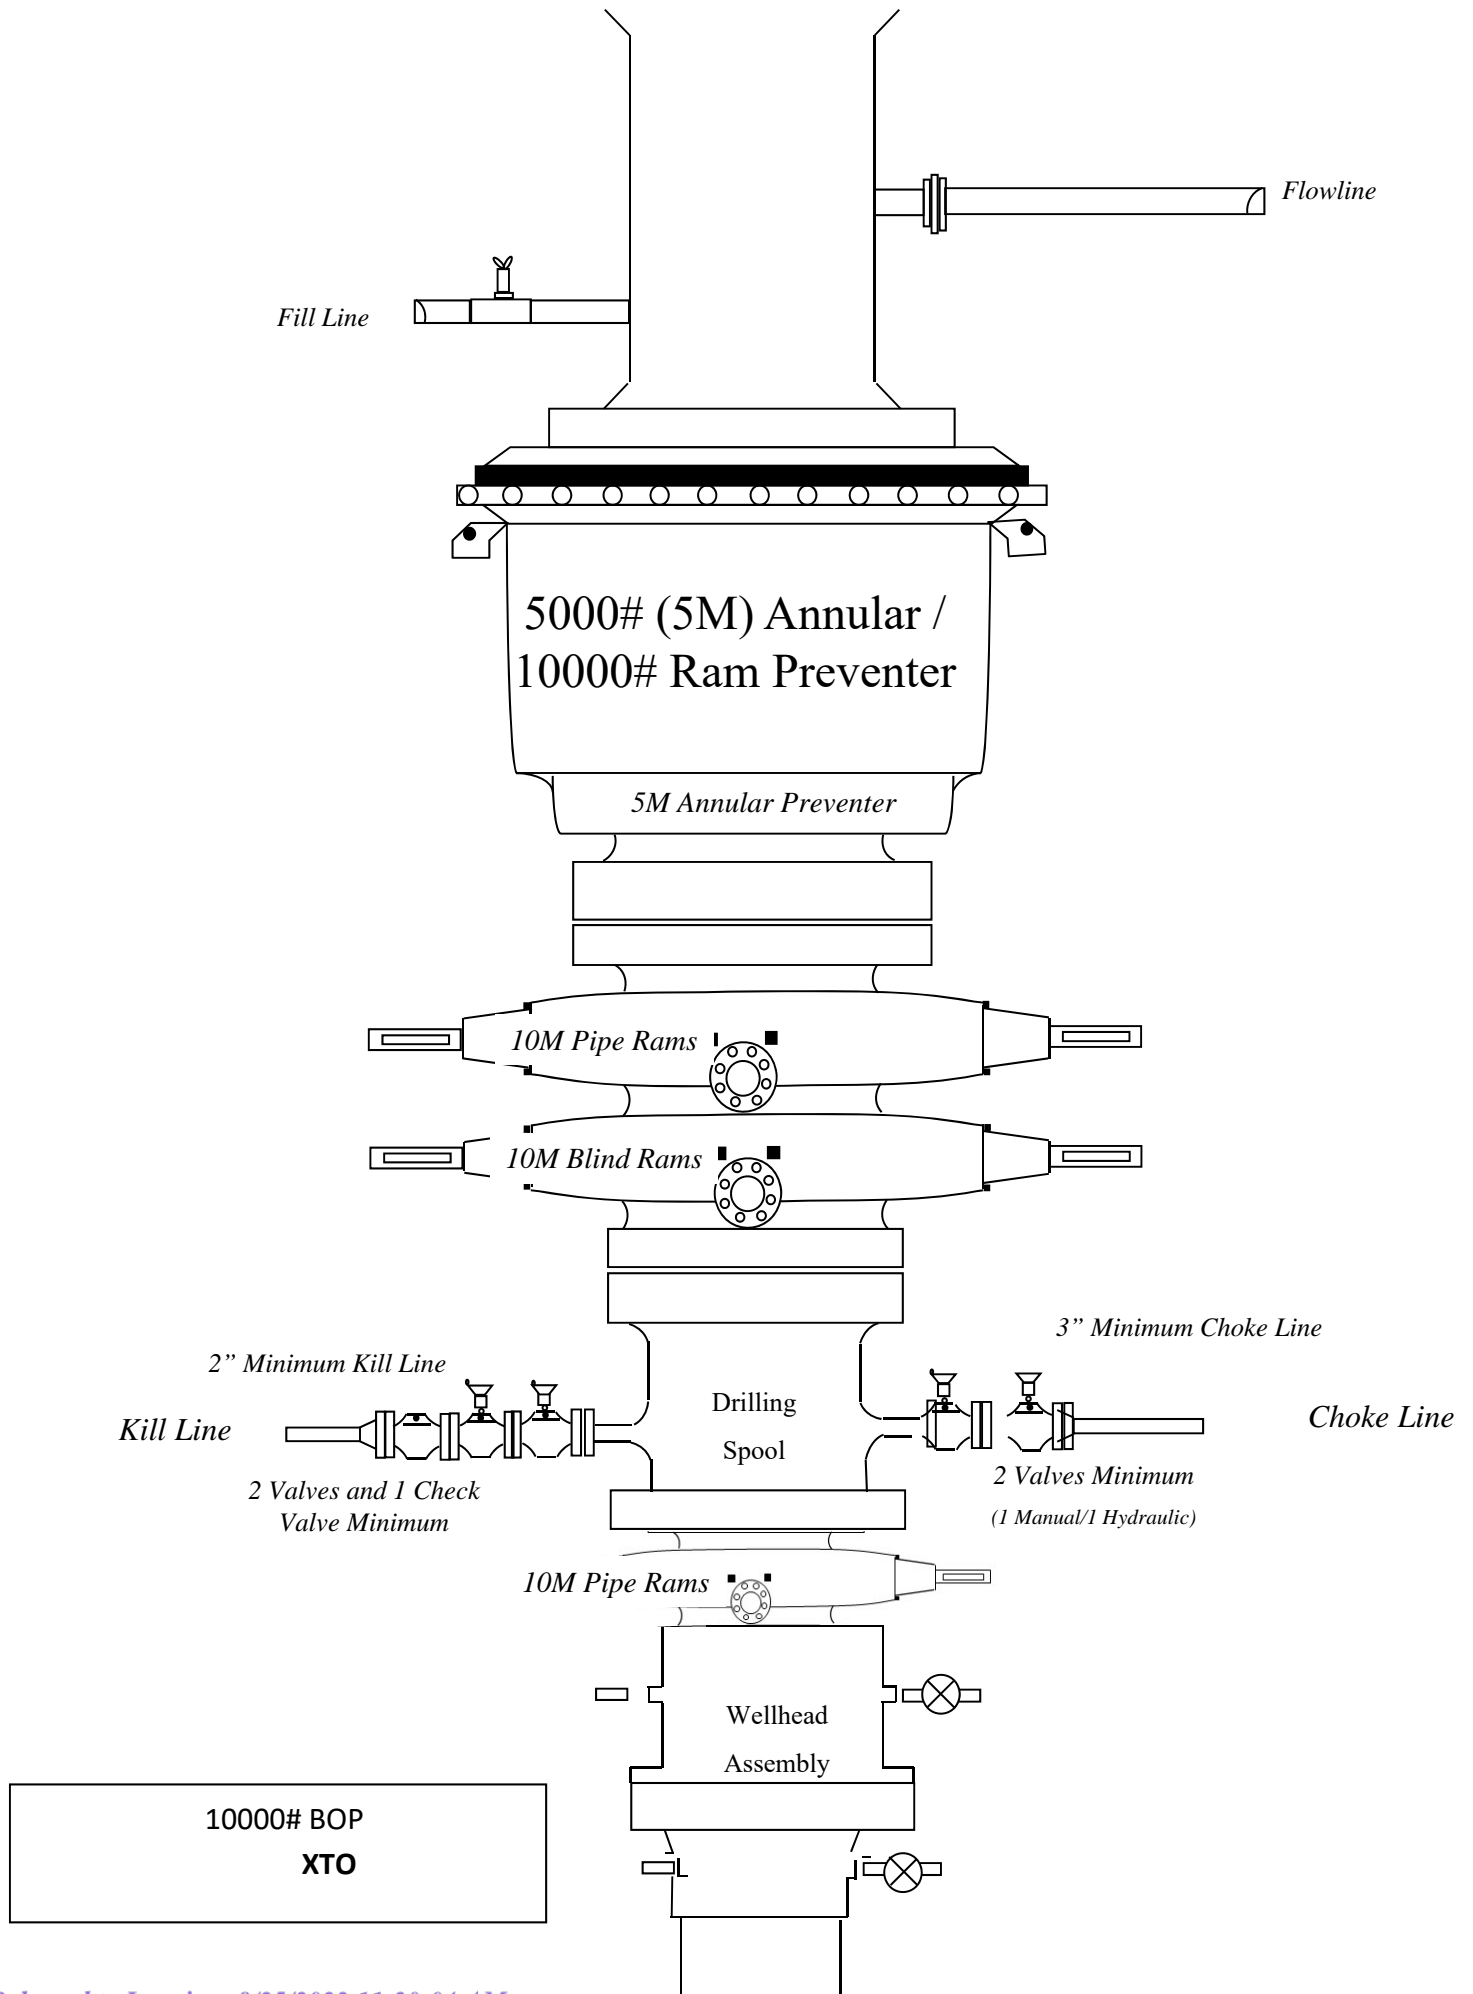 Flowline
Fill Line
5000# (5M) Annular /
10000# Ram Preventer
5M Annular Preventer
10M Pipe Rams
10M Blind Rams
3” Minimum Choke Line
2” Minimum Kill Line
Drilling
Spool
Kill Line
Choke Line
2 Valves and 1 Check
Valve Minimum
2 Valves Minimum
(1 Manual/1 Hydraulic)
10M Pipe Rams
Wellhead
Assembly
10000# BOP
XTO